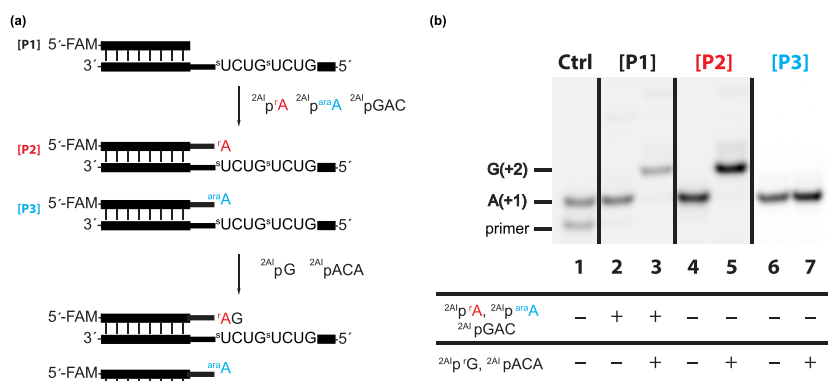 (a)
[P1] 5′-FAM
3′ ˢUCUGˢUCUG 5′
²ᴬᴵpʳA ²ᴬᴵpᵃʳᵃA ²ᴬᴵpGAC
[P2] 5′-FAM ʳA
3′ ˢUCUGˢUCUG 5′
[P3] 5′-FAM ᵃʳᵃA
3′ ˢUCUGˢUCUG 5′
²ᴬᴵpG ²ᴬᴵpACA
5′-FAM ʳAG
3′ ˢUCUGˢUCUG 5′
5′-FAM ᵃʳᵃA
(b)
Ctrl [P1] [P2] [P3]
G(+2)
A(+1)
primer
1 2 3 4 5 6 7
²ᴬᴵpʳA, ²ᴬᴵpᵃʳᵃA
²ᴬᴵpGAC
− + + − − − −
²ᴬᴵpʳG, ²ᴬᴵpACA − − + − + − +